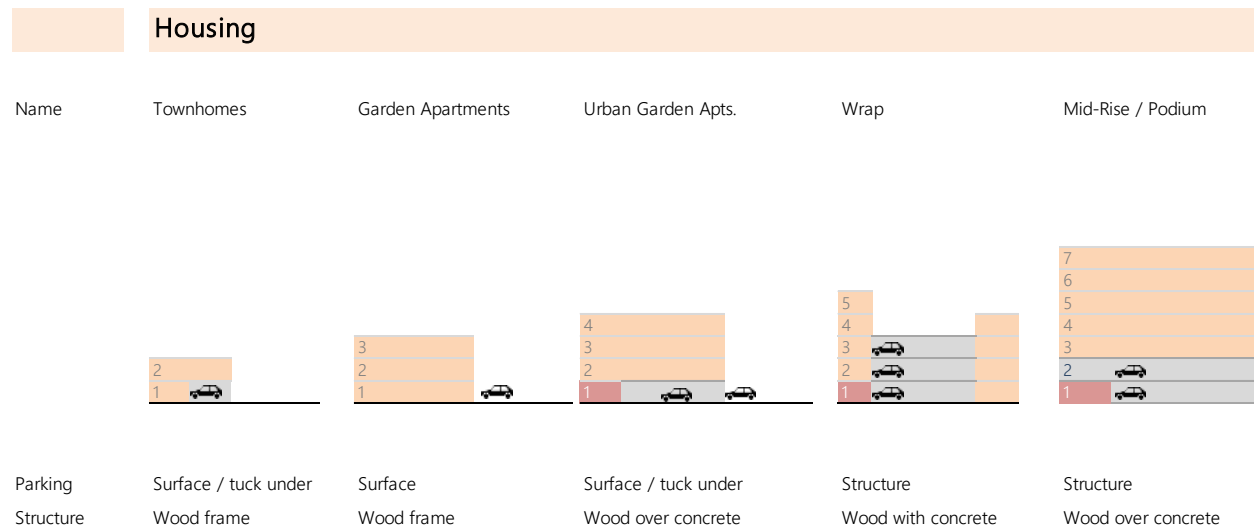 Housing
Name Townhomes Garden Apartments Urban Garden Apts. Wrap Mid-Rise / Podium
7
6
5 5
4 4 4
3 3 3 3
2 2 2 2 2
1 1 1 1 1
Parking Surface / tuck under Surface Surface / tuck under Structure Structure
Structure Wood frame Wood frame Wood over concrete Wood with concrete Wood over concrete